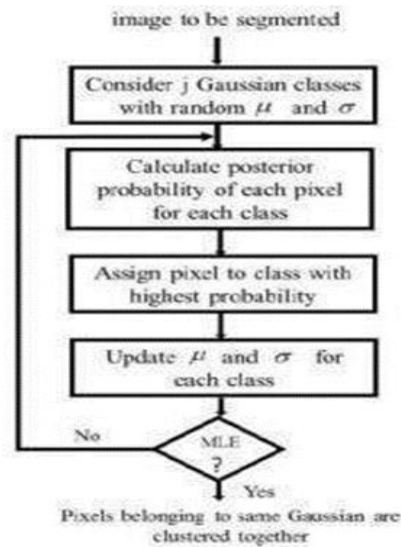 image to be segmented
Consider j Gaussian classes
with random μ and σ
Calculate posterior
probability of each pixel
for each class
Assign pixel to class with
highest probability
Update μ and σ for
each class
No
MLE
?
Yes
Pixels belonging to same Gaussian are
clustered together